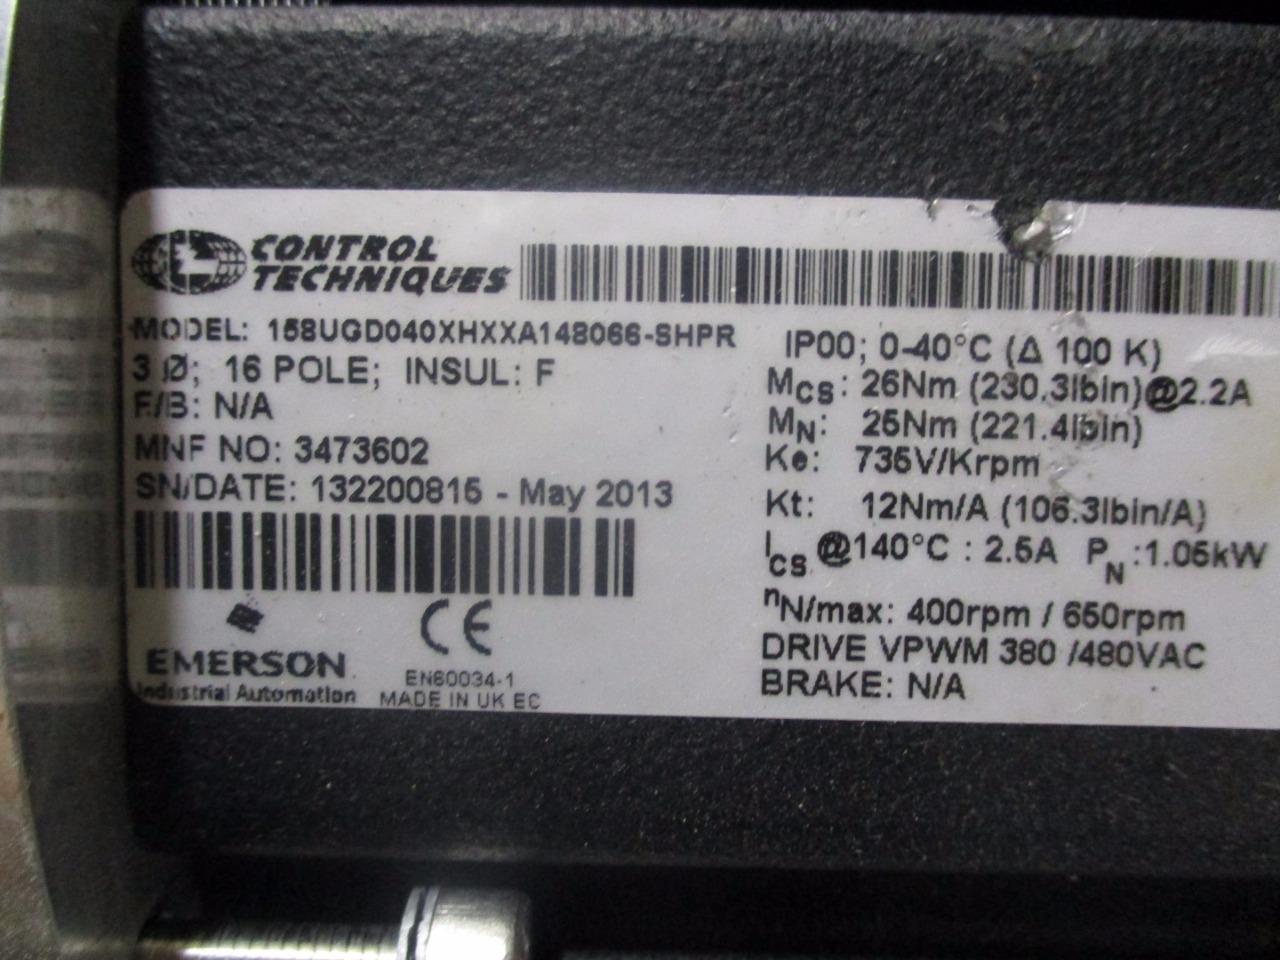 CONTROL
TECHNIQUES
MODEL: 158UGD040XHXXA148066-SHPR
3 Ø; 16 POLE; INSUL: F
F/B: N/A
MNF NO: 3473602
SN/DATE: 132200815 - May 2013
EMERSON
Industrial Automation
CE
EN60034-1
MADE IN UK EC
IP00; 0-40°C (Δ 100 K)
Mcs: 26Nm (230.3lbin)@2.2A
MN: 25Nm (221.4lbin)
Ke: 735V/Krpm
Kt: 12Nm/A (106.3lbin/A)
Ics @140°C : 2.5A PN:1.05kW
nN/max: 400rpm / 650rpm
DRIVE VPWM 380 /480VAC
BRAKE: N/A